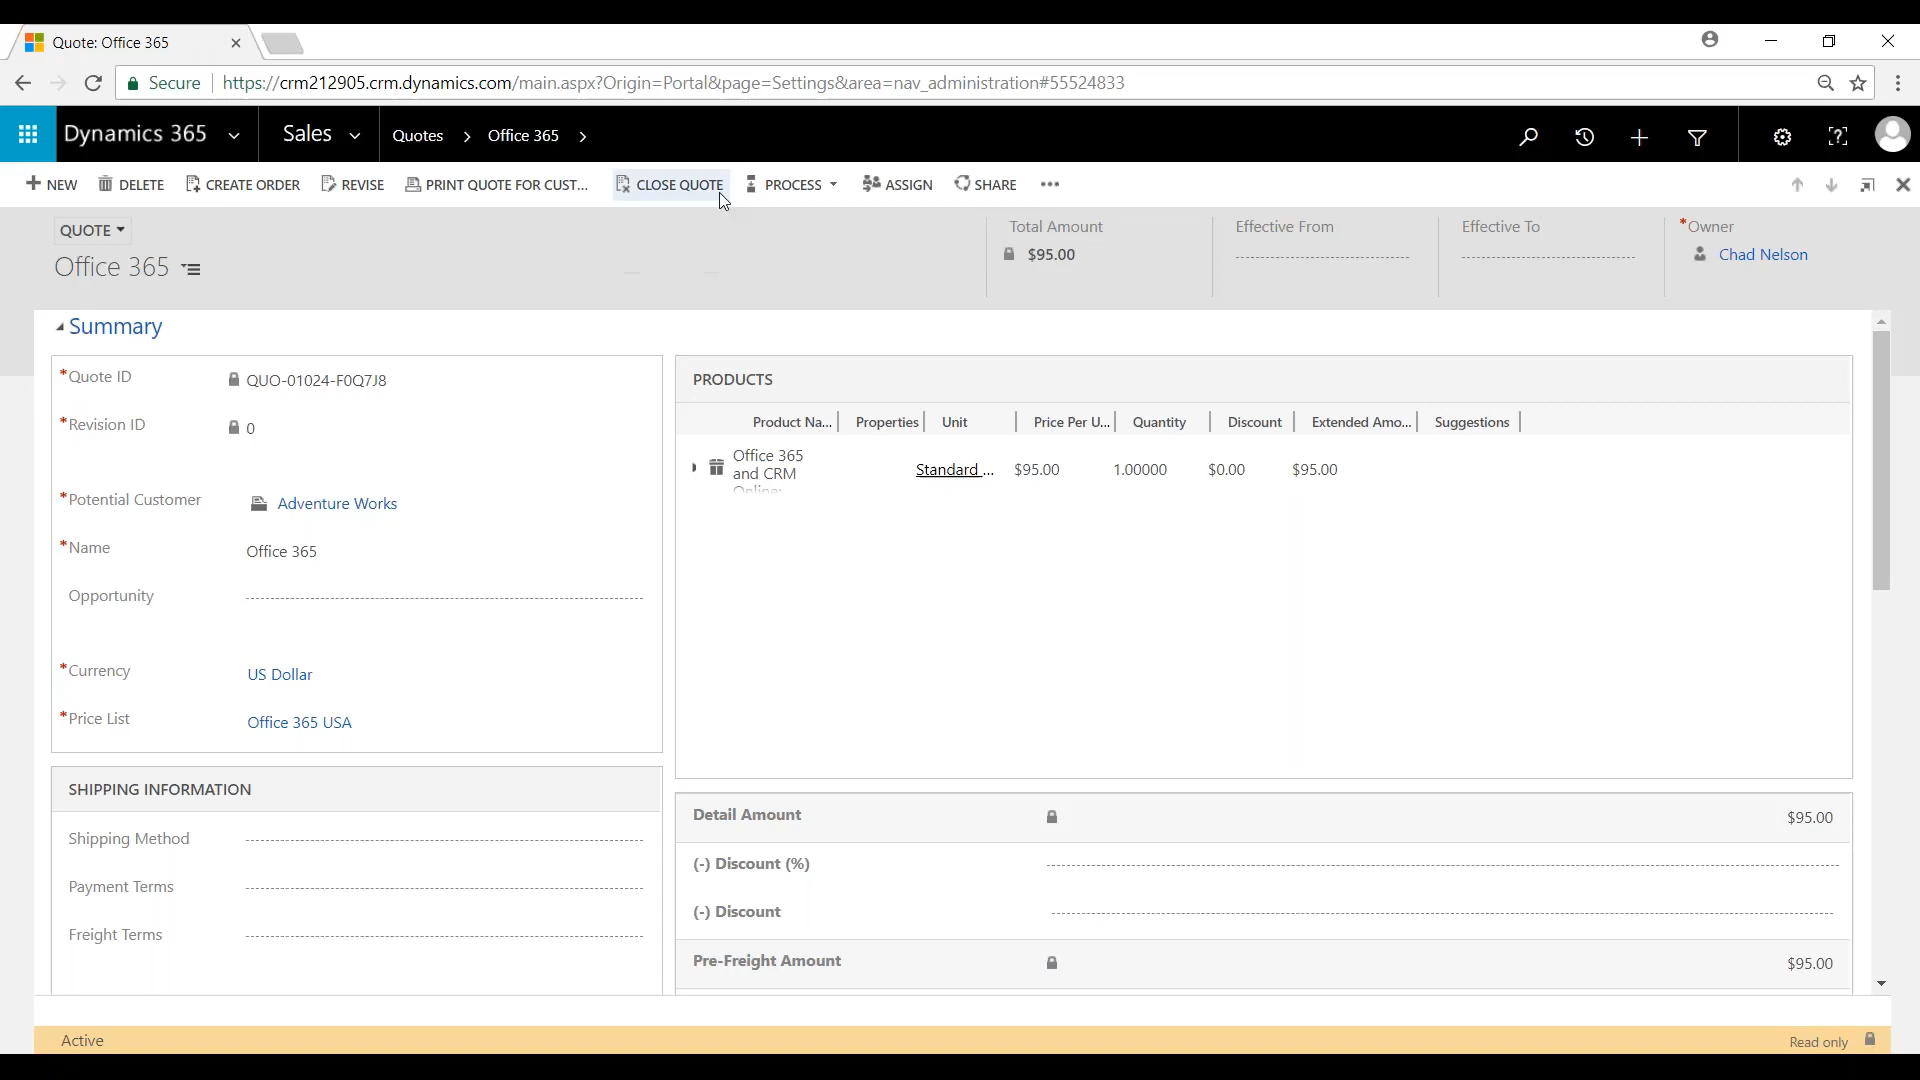 Quote: Office 365
Secure https://crm212905.crm.dynamics.com/main.aspx?Origin=Portal&page=Settings&area=nav_administration#55524833
Dynamics 365 Sales Quotes > Office 365 >
NEW DELETE CREATE ORDER REVISE PRINT QUOTE FOR CUST... CLOSE QUOTE PROCESS ASSIGN SHARE •••
QUOTE
Office 365
Total Amount
$95.00
Effective From
Effective To
*Owner
Chad Nelson
Summary
*Quote ID QUO-01024-F0Q7J8
*Revision ID 0
*Potential Customer Adventure Works
*Name Office 365
Opportunity
*Currency US Dollar
*Price List Office 365 USA
SHIPPING INFORMATION
Shipping Method
Payment Terms
Freight Terms
PRODUCTS
Product Na... Properties Unit Price Per U... Quantity Discount Extended Amo... Suggestions
Office 365
and CRM
Online:
Standard ... $95.00 1.00000 $0.00 $95.00
Detail Amount $95.00
(-) Discount (%)
(-) Discount
Pre-Freight Amount $95.00
Active Read only